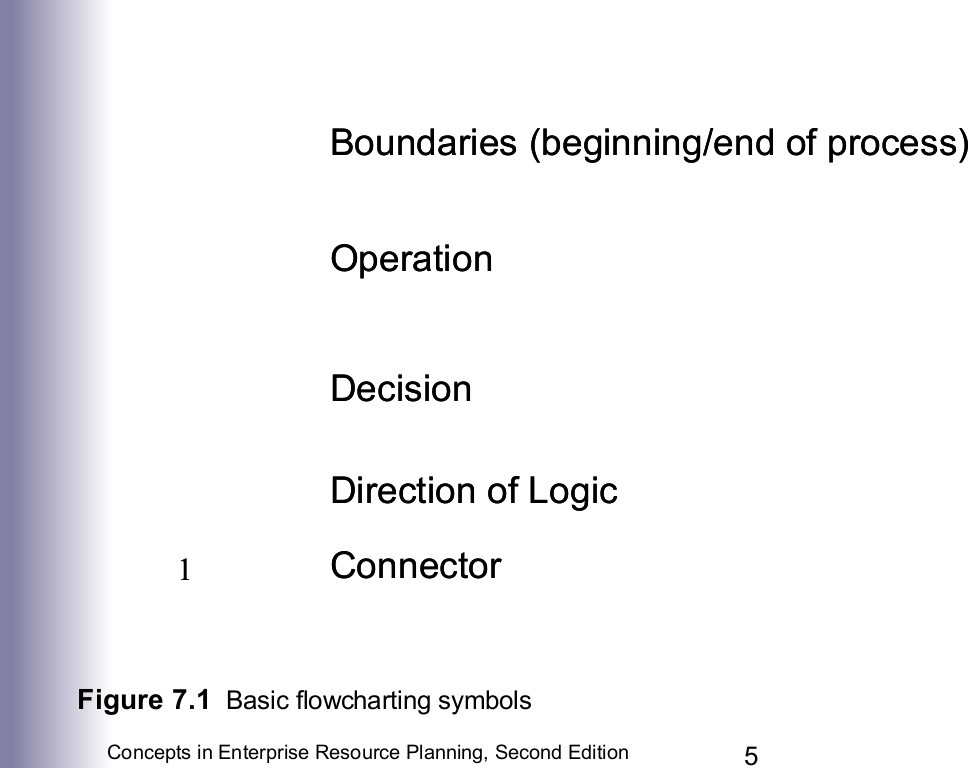 Boundaries (beginning/end of process)
Operation
Decision
Direction of Logic
1 Connector
Figure 7.1 Basic flowcharting symbols
Concepts in Enterprise Resource Planning, Second Edition 5